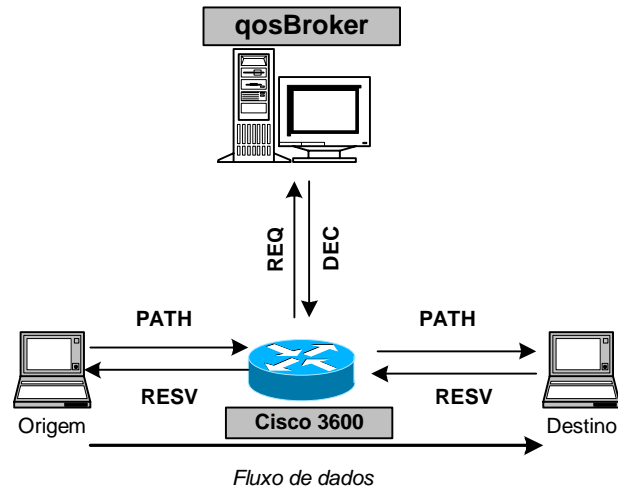 qosBroker
REQ
DEC
PATH
PATH
RESV
RESV
Origem
Cisco 3600
Destino
Fluxo de dados